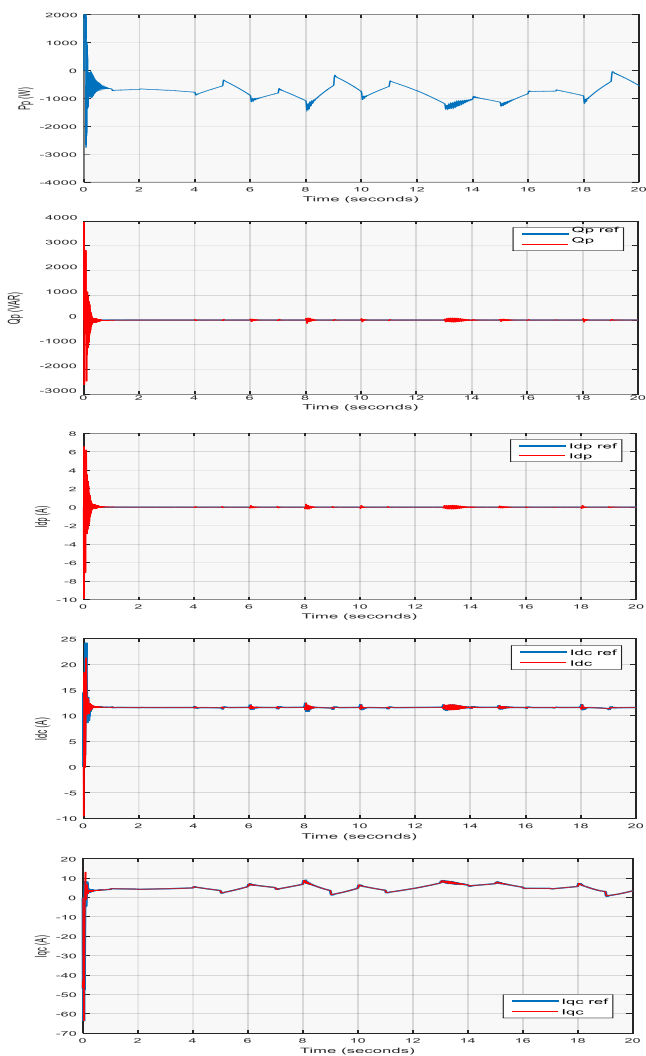 2000
0
-1000
-2000
-3000
-4000
Pp (W)
0 2 4 6 8 10 12 14 16 18 20
Time (seconds)
4000
3000
1000
0
-1000
-2000
-3000
Qp (VAR)
Qp ref
Qp
0 2 4 6 8 10 12 14 16 18 20
Time (seconds)
8
6
4
2
0
-2
-4
-6
-8
-10
Idp (A)
Idp ref
Idp
0 2 4 6 8 10 12 14 16 18 20
Time (seconds)
25
20
15
10
5
0
-5
-10
Idc (A)
Idc ref
Idc
0 2 4 6 8 10 12 14 16 18 20
Time (seconds)
20
10
0
-10
-20
-30
-40
-50
-60
-70
Iqc (A)
Iqc ref
Iqc
0 2 4 6 8 10 12 14 16 18 20
Time (seconds)